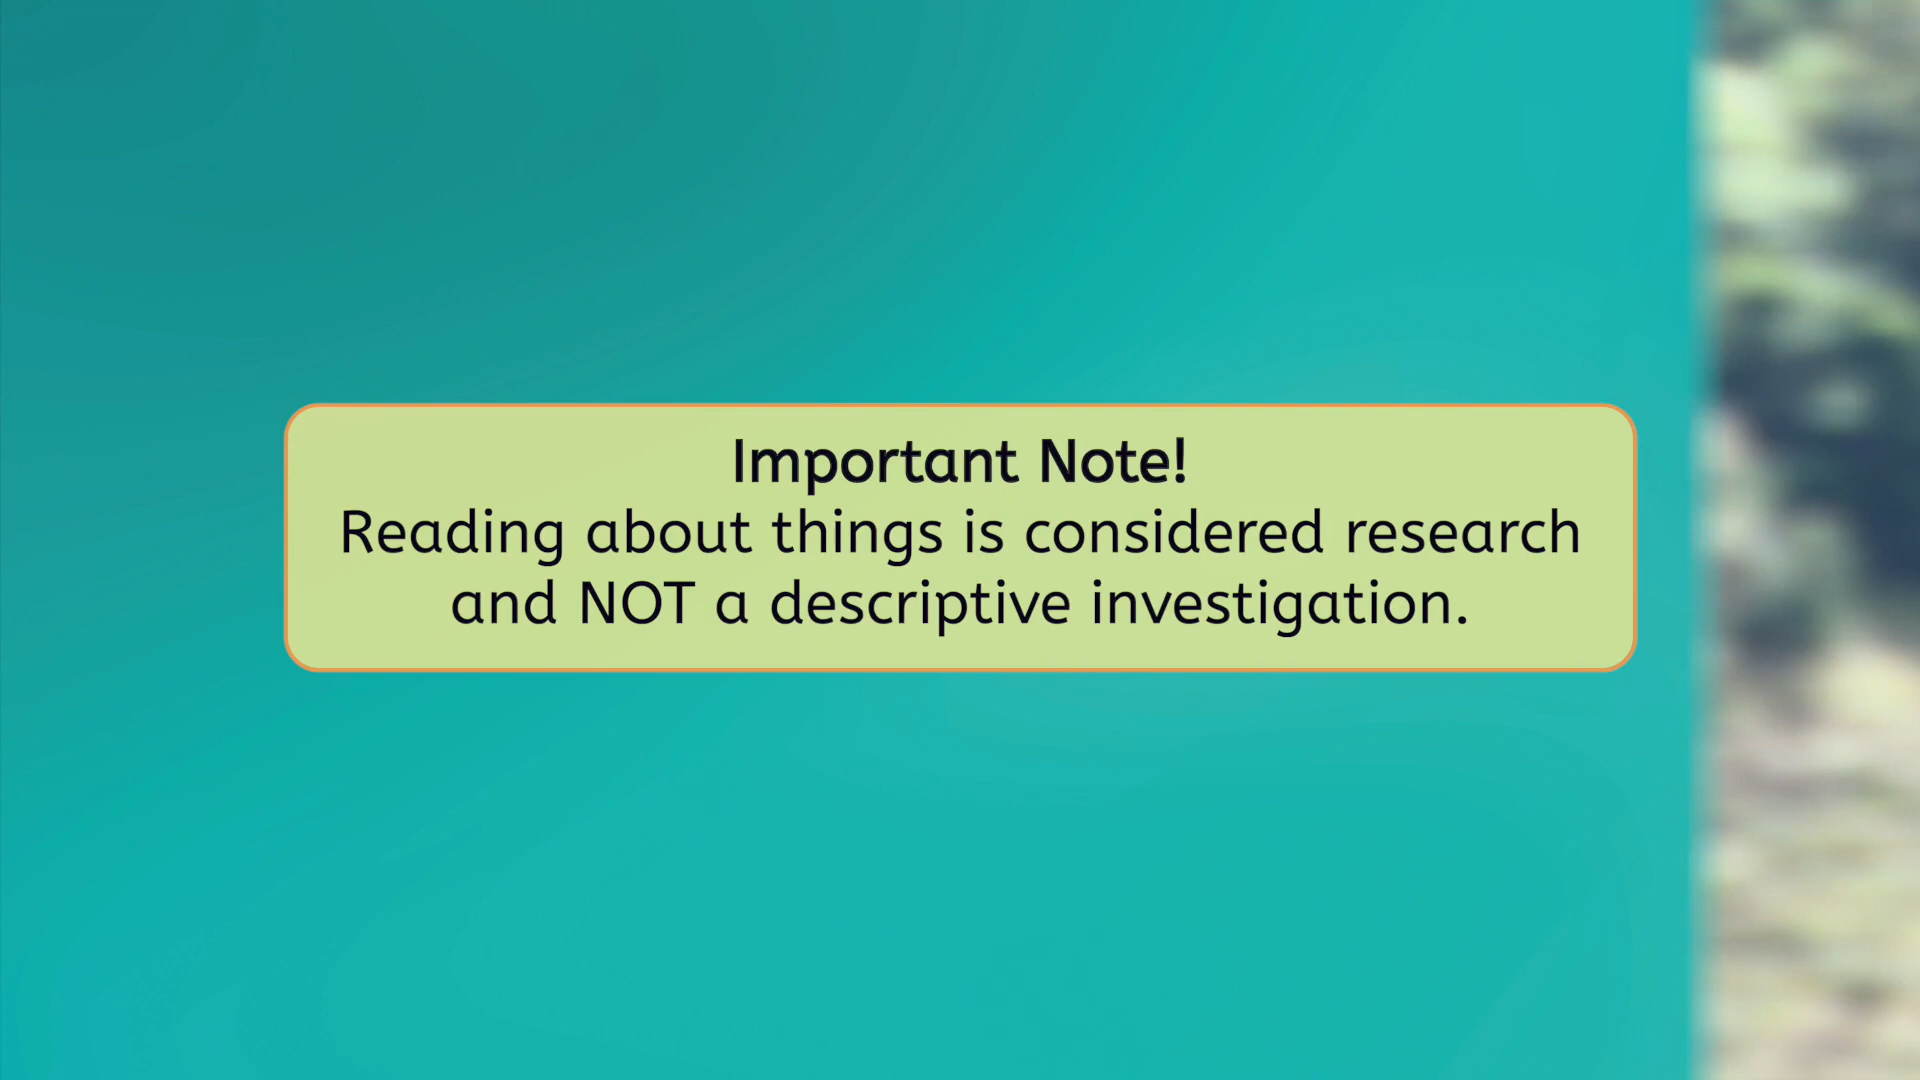 Important Note!
Reading about things is considered research
and NOT a descriptive investigation.